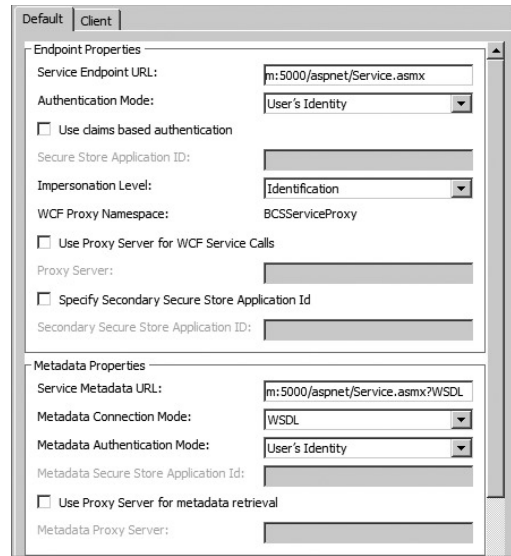 Default Client
Endpoint Properties
Service Endpoint URL: m:5000/aspnet/Service.asmx
Authentication Mode: User's Identity
Use claims based authentication
Secure Store Application ID:
Impersonation Level: Identification
WCF Proxy Namespace: BCSServiceProxy
Use Proxy Server for WCF Service Calls
Proxy Server:
Specify Secondary Secure Store Application Id
Secondary Secure Store Application ID:
Metadata Properties
Service Metadata URL: m:5000/aspnet/Service.asmx?WSDL
Metadata Connection Mode: WSDL
Metadata Authentication Mode: User's Identity
Metadata Secure Store Application Id:
Use Proxy Server for metadata retrieval
Metadata Proxy Server: